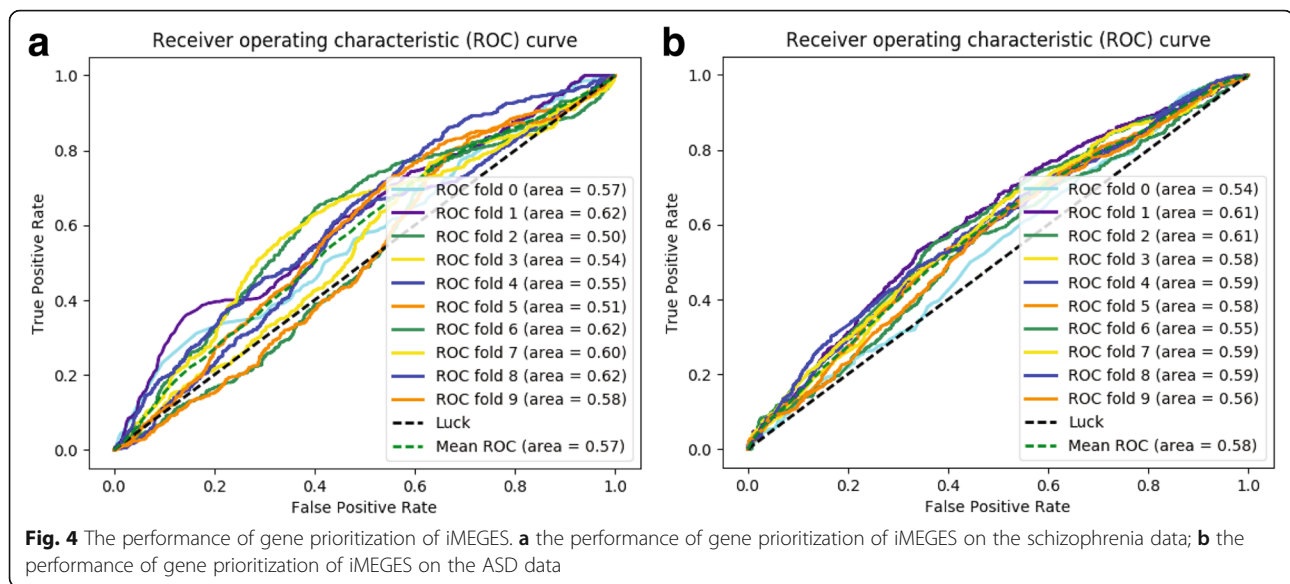 a
Receiver operating characteristic (ROC) curve
True Positive Rate
1.0
0.8
0.6
0.4
0.2
0.0
ROC fold 0 (area = 0.57)
ROC fold 1 (area = 0.62)
ROC fold 2 (area = 0.50)
ROC fold 3 (area = 0.54)
ROC fold 4 (area = 0.55)
ROC fold 5 (area = 0.51)
ROC fold 6 (area = 0.62)
ROC fold 7 (area = 0.60)
ROC fold 8 (area = 0.62)
ROC fold 9 (area = 0.58)
Luck
Mean ROC (area = 0.57)
0.0 0.2 0.4 0.6 0.8 1.0
False Positive Rate
b
Receiver operating characteristic (ROC) curve
True Positive Rate
1.0
0.8
0.6
0.4
0.2
0.0
ROC fold 0 (area = 0.54)
ROC fold 1 (area = 0.61)
ROC fold 2 (area = 0.61)
ROC fold 3 (area = 0.58)
ROC fold 4 (area = 0.59)
ROC fold 5 (area = 0.58)
ROC fold 6 (area = 0.55)
ROC fold 7 (area = 0.59)
ROC fold 8 (area = 0.59)
ROC fold 9 (area = 0.56)
Luck
Mean ROC (area = 0.58)
0.0 0.2 0.4 0.6 0.8 1.0
False Positive Rate
Fig. 4 The performance of gene prioritization of iMEGES. a the performance of gene prioritization of iMEGES on the schizophrenia data; b the
performance of gene prioritization of iMEGES on the ASD data